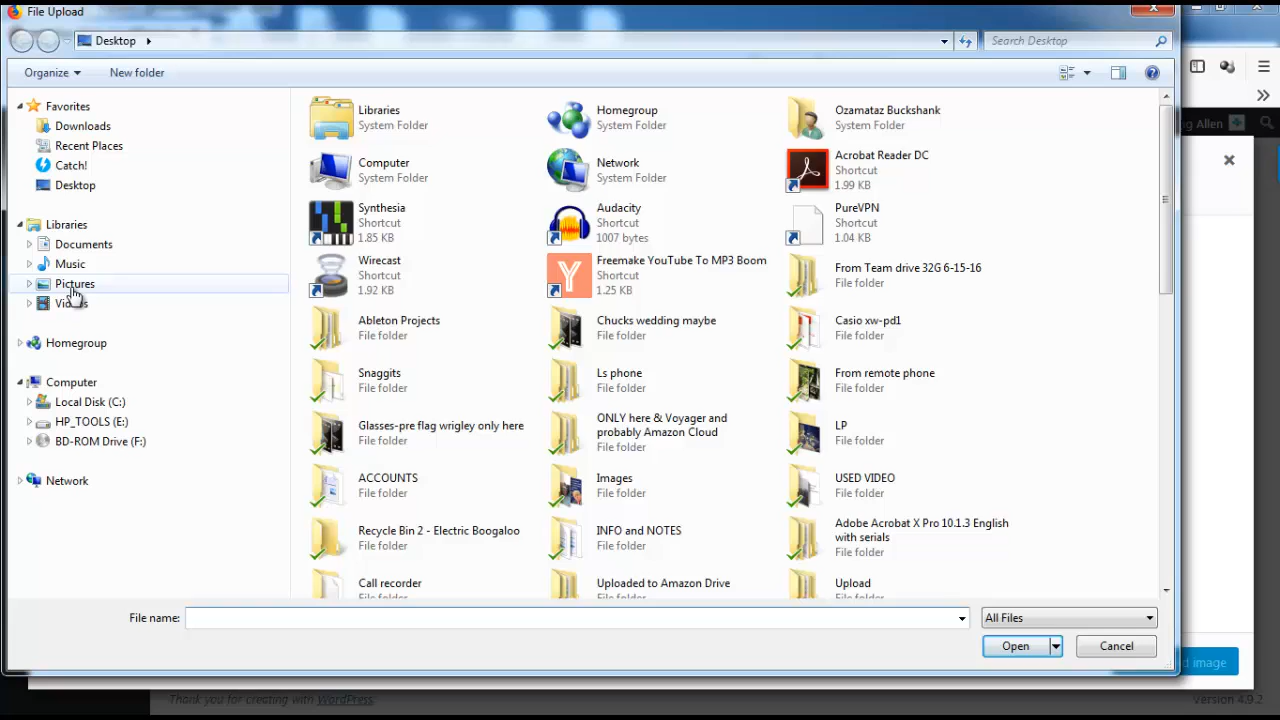 File Upload
Desktop
Search Desktop
Organize
New folder
Favorites
Downloads
Recent Places
Catch!
Desktop
Libraries
Documents
Music
Pictures
Videos
Homegroup
Computer
Local Disk (C:)
HP_TOOLS (E:)
BD-ROM Drive (F:)
Network
Libraries
System Folder
Homegroup
System Folder
Ozamataz Buckshank
System Folder
Computer
System Folder
Network
System Folder
Acrobat Reader DC
Shortcut
1.99 KB
Synthesia
Shortcut
1.85 KB
Audacity
Shortcut
1007 bytes
PureVPN
Shortcut
1.04 KB
Wirecast
Shortcut
1.92 KB
Freemake YouTube To MP3 Boom
Shortcut
1.25 KB
From Team drive 32G 6-15-16
File folder
Ableton Projects
File folder
Chucks wedding maybe
File folder
Casio xw-pd1
File folder
Snaggits
File folder
Ls phone
File folder
From remote phone
File folder
Glasses-pre flag wrigley only here
File folder
ONLY here & Voyager and
probably Amazon Cloud
File folder
LP
File folder
ACCOUNTS
File folder
Images
File folder
USED VIDEO
File folder
Recycle Bin 2 - Electric Boogaloo
File folder
INFO and NOTES
File folder
Adobe Acrobat X Pro 10.1.3 English
with serials
File folder
Call recorder
File folder
Uploaded to Amazon Drive
File folder
Upload
File folder
File name:
All Files
Open
Cancel
Allen
image
Thank you for creating with WordPress.
Version 4.9.2